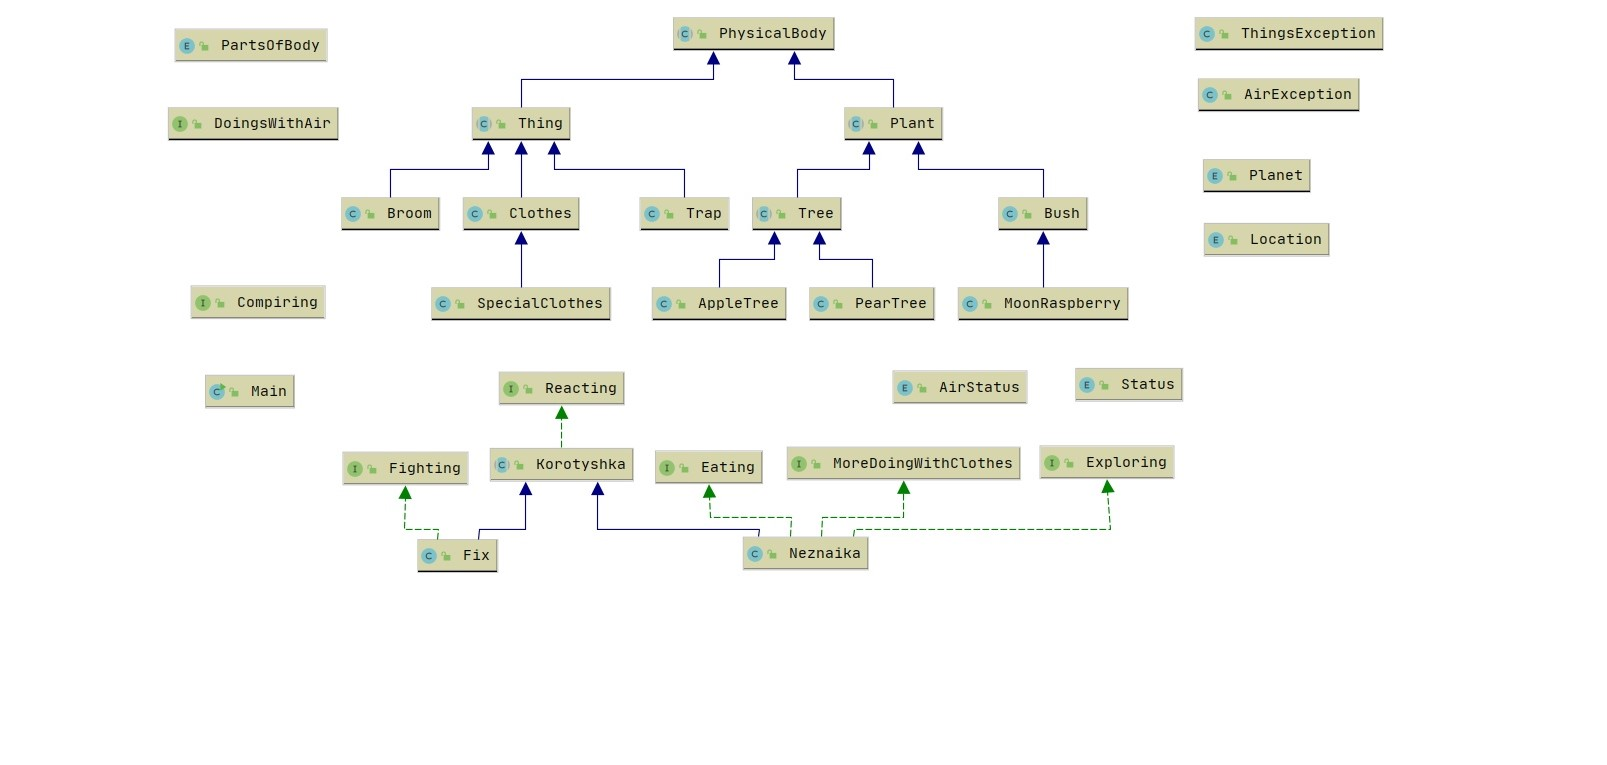 PhysicalBody
ThingsException
PartsOfBody
AirException
DoingsWithAir
Thing
Plant
Planet
Broom
Clothes
Trap
Tree
Bush
Location
Compiring
SpecialClothes
AppleTree
PearTree
MoonRaspberry
Main
Reacting
AirStatus
Status
Fighting
Korotyshka
Eating
MoreDoingWithClothes
Exploring
Fix
Neznaika